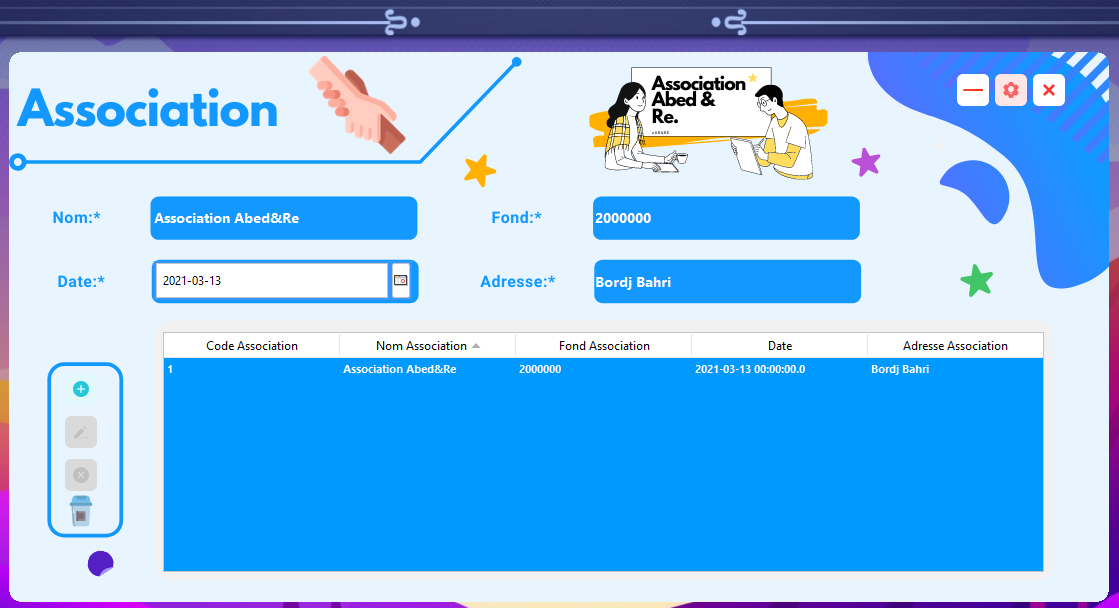 Association
Association
Abed &
Re.
Nom:*
Association Abed&Re
Fond:*
2000000
Date:*
2021-03-13
Adresse:*
Bordj Bahri
Code Association
Nom Association
Fond Association
Date
Adresse Association
1
Association Abed&Re
2000000
2021-03-13 00:00:00.0
Bordj Bahri